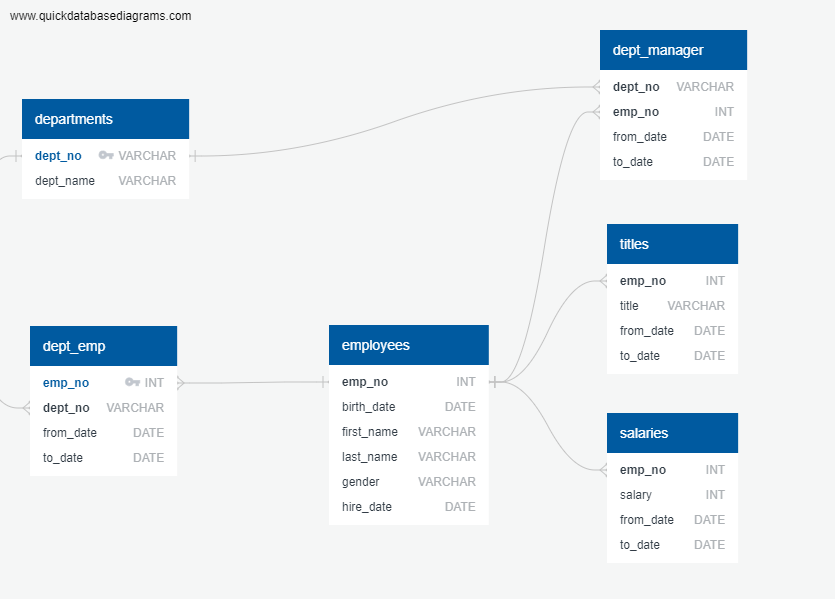 www.quickdatabasediagrams.com
dept_manager
dept_no VARCHAR
emp_no INT
from_date DATE
to_date DATE
departments
dept_no VARCHAR
dept_name VARCHAR
titles
emp_no INT
title VARCHAR
from_date DATE
to_date DATE
dept_emp
emp_no INT
dept_no VARCHAR
from_date DATE
to_date DATE
employees
emp_no INT
birth_date DATE
first_name VARCHAR
last_name VARCHAR
gender VARCHAR
hire_date DATE
salaries
emp_no INT
salary INT
from_date DATE
to_date DATE